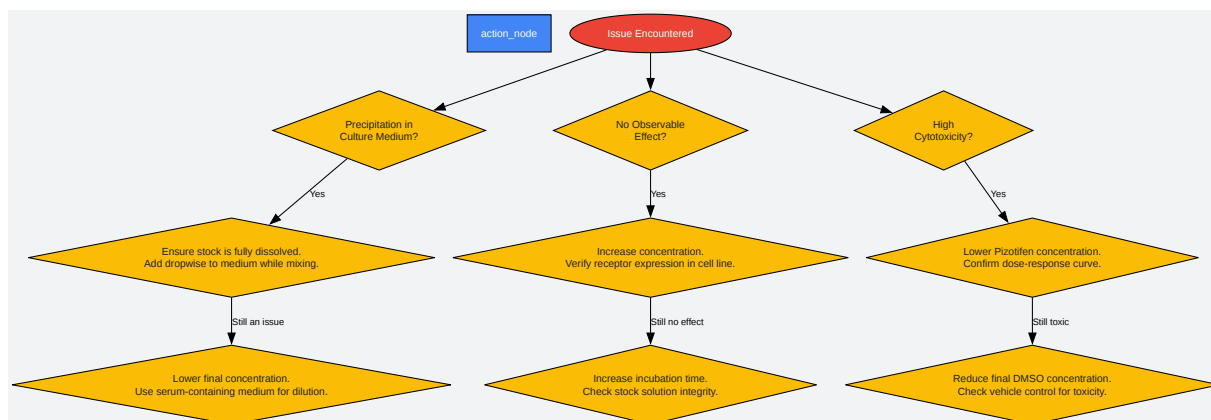 action_node
Issue Encountered
Precipitation in
Culture Medium?
No Observable
Effect?
High
Cytotoxicity?
Yes
Yes
Yes
Ensure stock is fully dissolved.
Add dropwise to medium while mixing.
Increase concentration.
Verify receptor expression in cell line.
Lower Pizotifen concentration.
Confirm dose-response curve.
Still an issue
Still no effect
Still toxic
Lower final concentration.
Use serum-containing medium for dilution.
Increase incubation time.
Check stock solution integrity.
Reduce final DMSO concentration.
Check vehicle control for toxicity.